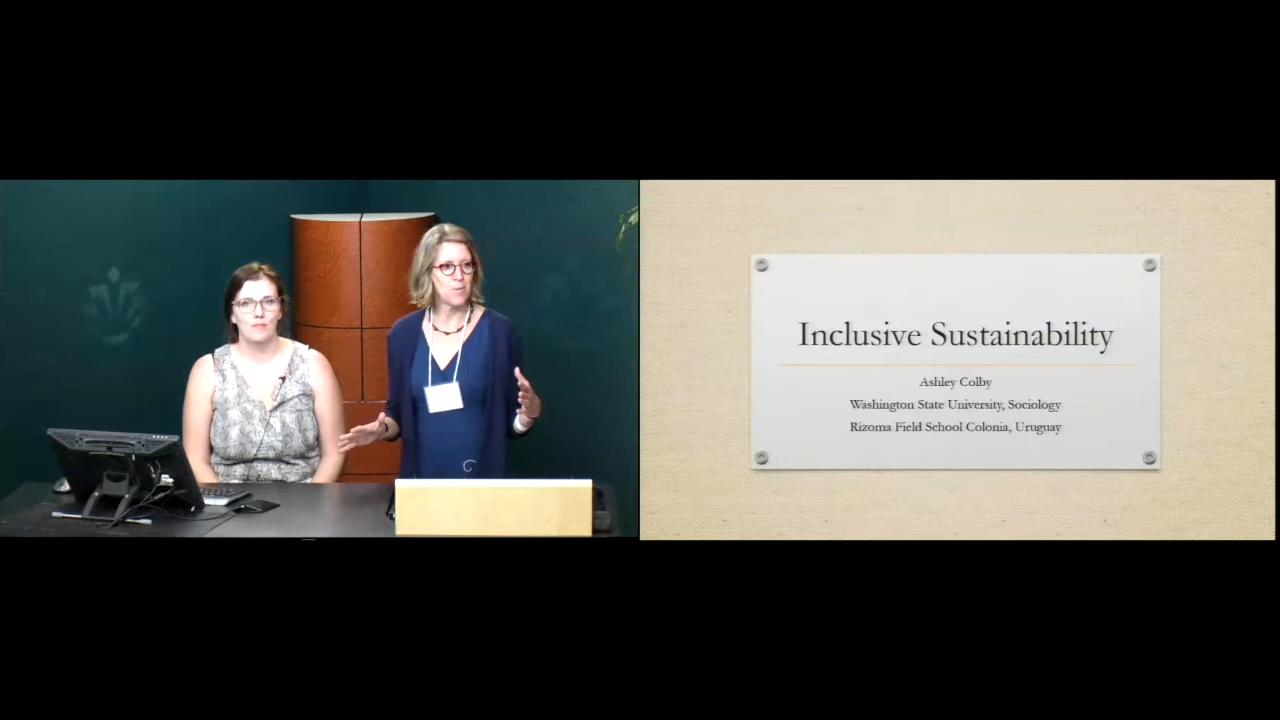 Inclusive Sustainability
Ashley Colby
Washington State University, Sociology
Rizoma Field School Colonia, Uruguay